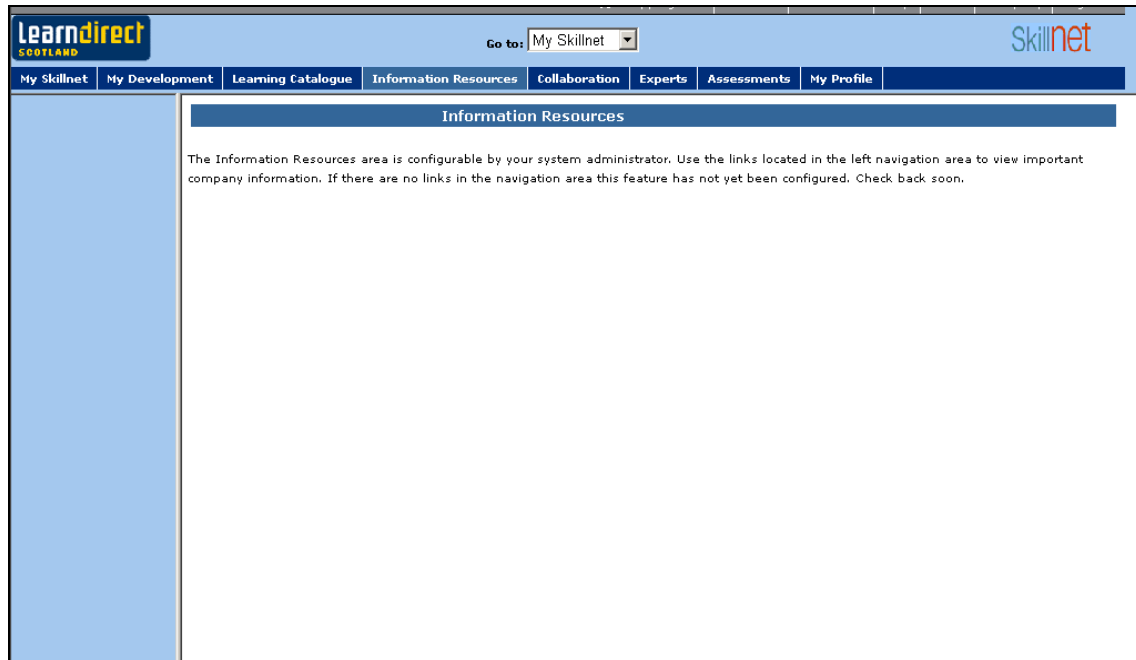 learndirect
SCOTLAND
Go to: My Skillnet
Skillnet
My Skillnet My Development Learning Catalogue Information Resources Collaboration Experts Assessments My Profile
Information Resources
The Information Resources area is configurable by your system administrator. Use the links located in the left navigation area to view important
company information. If there are no links in the navigation area this feature has not yet been configured. Check back soon.